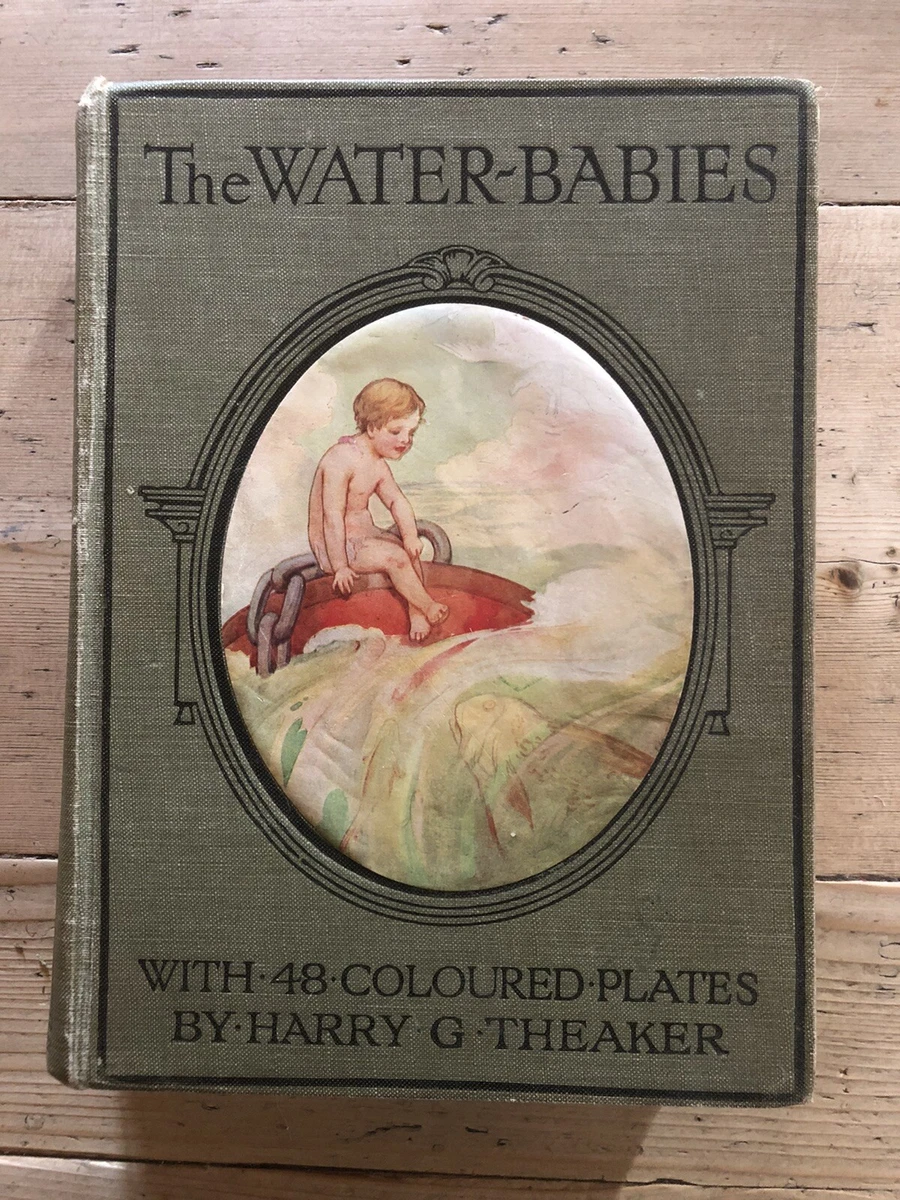 The WATER-BABIES
WITH·48·COLOURED·PLATES
BY·HARRY·G·THEAKER